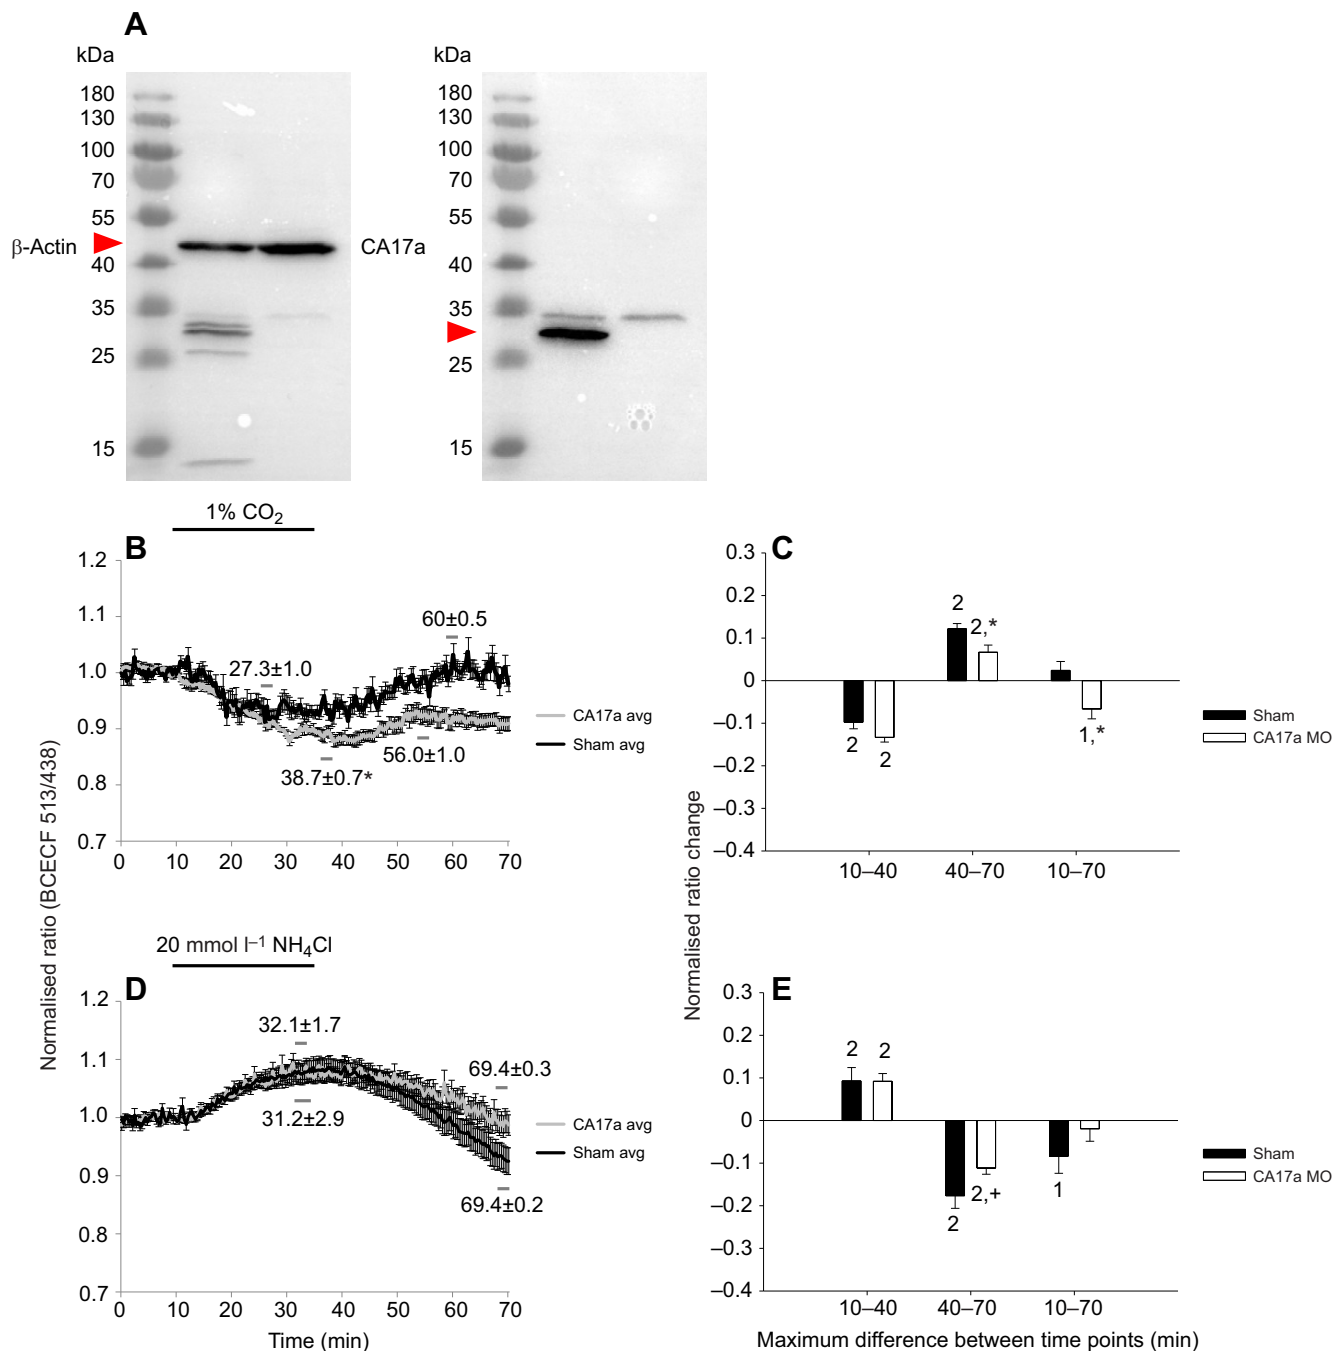 A
kDa
180
130
100
70
55
β-Actin
40
35
25
15
kDa
180
130
100
70
55
CA17a
40
35
25
15
1% CO2
B
Normalised ratio (BCECF 513/438)
1.2
1.1
1.0
0.9
0.8
0.7
60±0.5
27.3±1.0
56.0±1.0
38.7±0.7*
CA17a avg
Sham avg
0 10 20 30 40 50 60 70
C
Normalised ratio change
0.3
0.2
0.1
0
–0.1
–0.2
–0.3
–0.4
2
2,*
2 2
1,*
Sham
CA17a MO
10–40 40–70 10–70
20 mmol l–1 NH4Cl
D
1.2
1.1
1.0
0.9
0.8
0.7
32.1±1.7
69.4±0.3
31.2±2.9
69.4±0.2
CA17a avg
Sham avg
0 10 20 30 40 50 60 70
Time (min)
E
0.3
0.2
0.1
0
–0.1
–0.2
–0.3
–0.4
2 2
2 2,+ 1
Sham
CA17a MO
10–40 40–70 10–70
Maximum difference between time points (min)